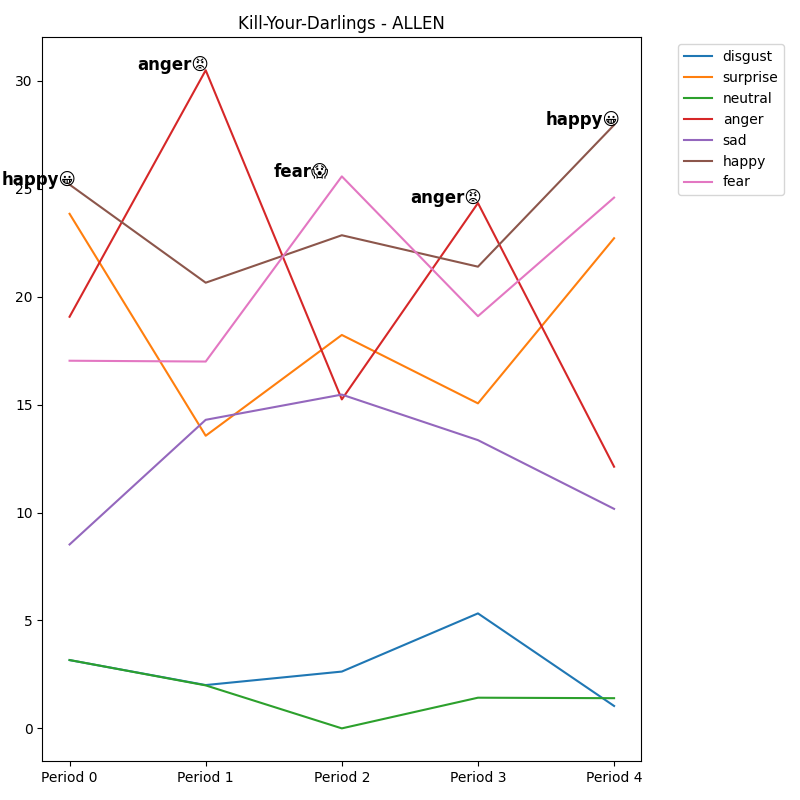 Kill-Your-Darlings - ALLEN
anger😡
happy😀
fear😱
anger😡
happy😀
30
25
20
15
10
5
0
Period 0 Period 1 Period 2 Period 3 Period 4
disgust
surprise
neutral
anger
sad
happy
fear